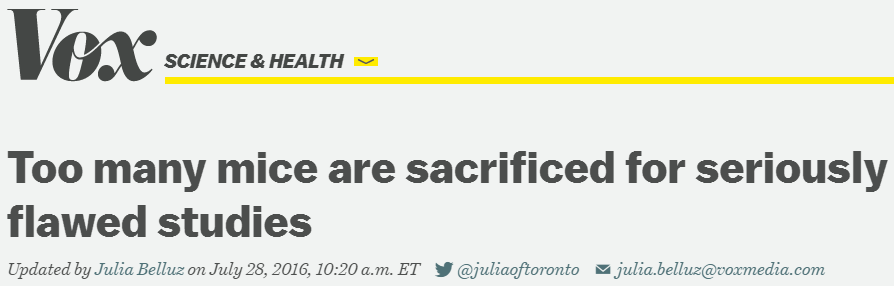 Vox SCIENCE & HEALTH
Too many mice are sacrificed for seriously
flawed studies
Updated by Julia Belluz on July 28, 2016, 10:20 a.m. ET @juliaoftoronto julia.belluz@voxmedia.com